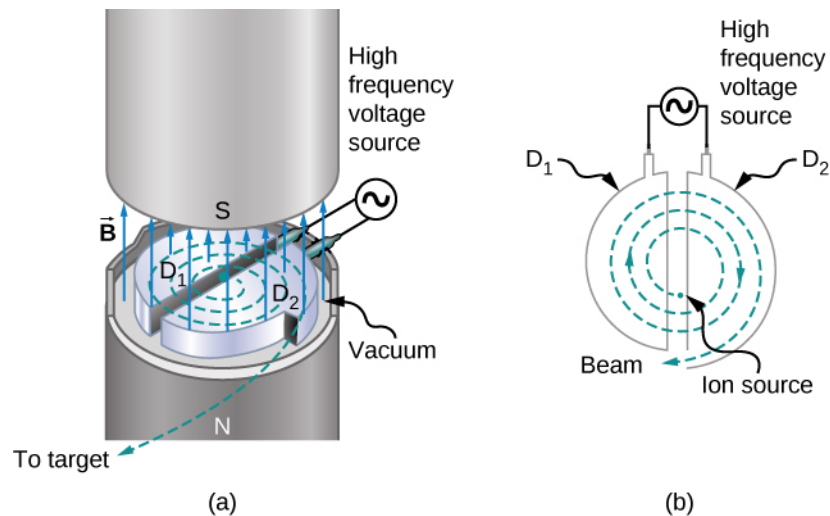 High
frequency
voltage
source
S
B
D1
D2
Vacuum
N
To target
(a)
High
frequency
voltage
source
D1
D2
Beam
Ion source
(b)